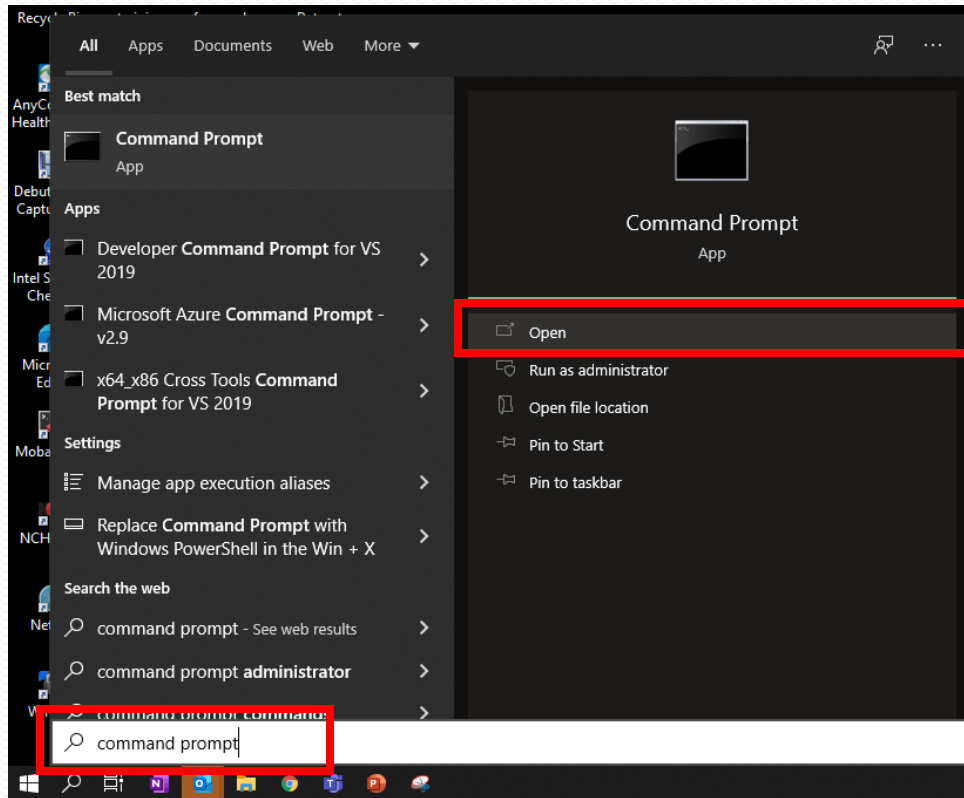 All Apps Documents Web More
Best match
Command Prompt
App
Apps
Developer Command Prompt for VS
2019
Microsoft Azure Command Prompt -
v2.9
x64_x86 Cross Tools Command
Prompt for VS 2019
Settings
Manage app execution aliases
Replace Command Prompt with
Windows PowerShell in the Win + X
Search the web
command prompt - See web results
command prompt administrator
command prompt commands
command prompt
Command Prompt
App
Open
Run as administrator
Open file location
Pin to Start
Pin to taskbar
AnyCo
Health
Debut
Captu
Intel S
Che
Micr
Ed
Moba
NCH
Net